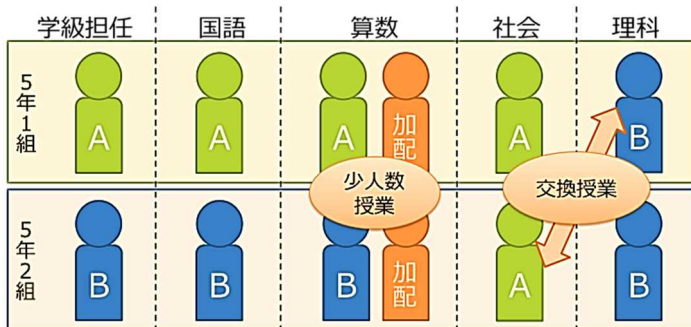 学級担任 国語 算数 社会 理科
5年1組
A A A 加配 A B
少人数
授業
交換授業
5年2組
B B B 加配 A B